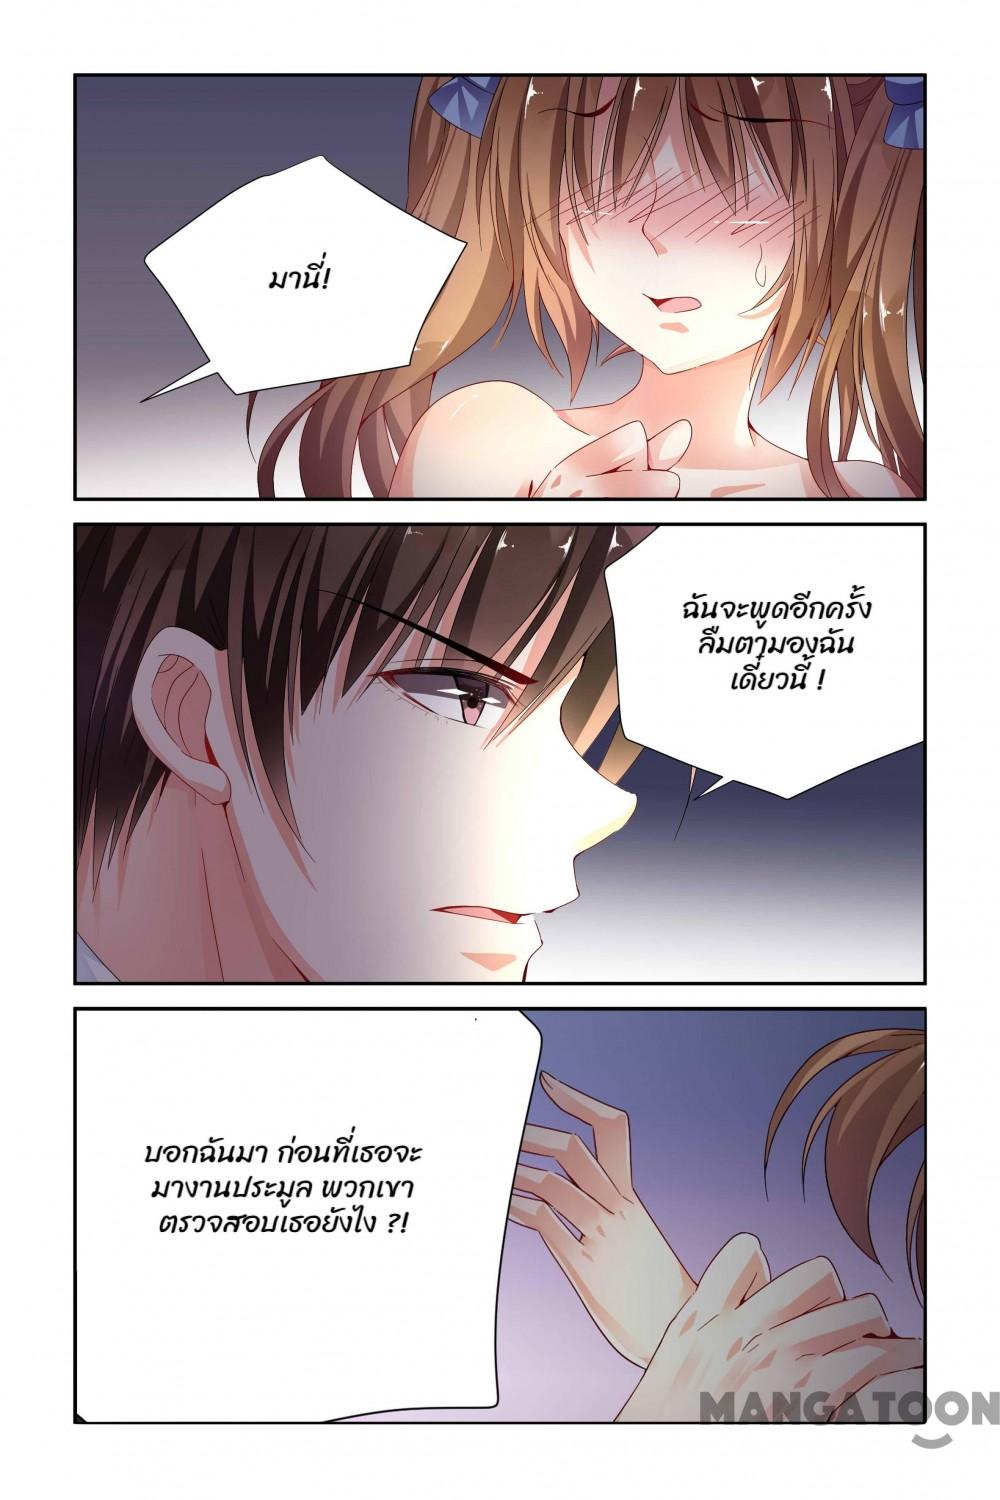 มานี่!
ฉันจะพูดอีกครั้ง
ลืมตามองฉัน
เดี๋ยวนี้ !
บอกฉันมา ก่อนที่เธอจะ
มางานประมูล พวกเขา
ตรวจสอบเธอยังไง ?!
MANGATOON